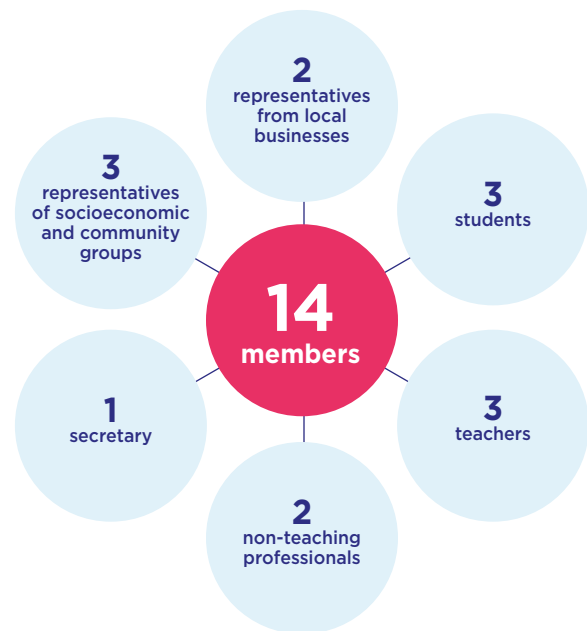 2
representatives
from local
businesses
3
representatives
of socioeconomic
and community
groups
3
students
14
members
1
secretary
3
teachers
2
non-teaching
professionals